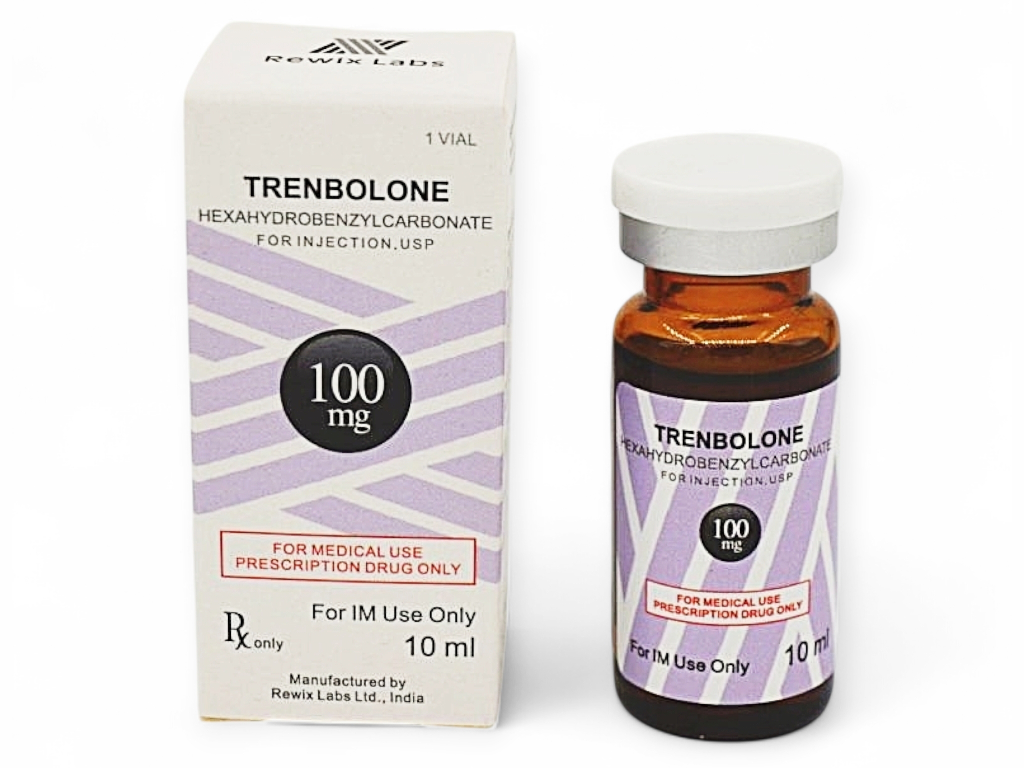 Rewix Labs
1 VIAL
TRENBOLONE
HEXAHYDROBENZYLCARBONATE
FOR INJECTION.USP
100
mg
FOR MEDICAL USE
PRESCRIPTION DRUG ONLY
For IM Use Only
Rx only
10 ml
Manufactured by
Rewix Labs Ltd., India
TRENBOLONE
HEXAHYDROBENZYLCARBONATE
FOR INJECTION.USP
100
mg
FOR MEDICAL USE
PRESCRIPTION DRUG ONLY
For IM Use Only
10 ml